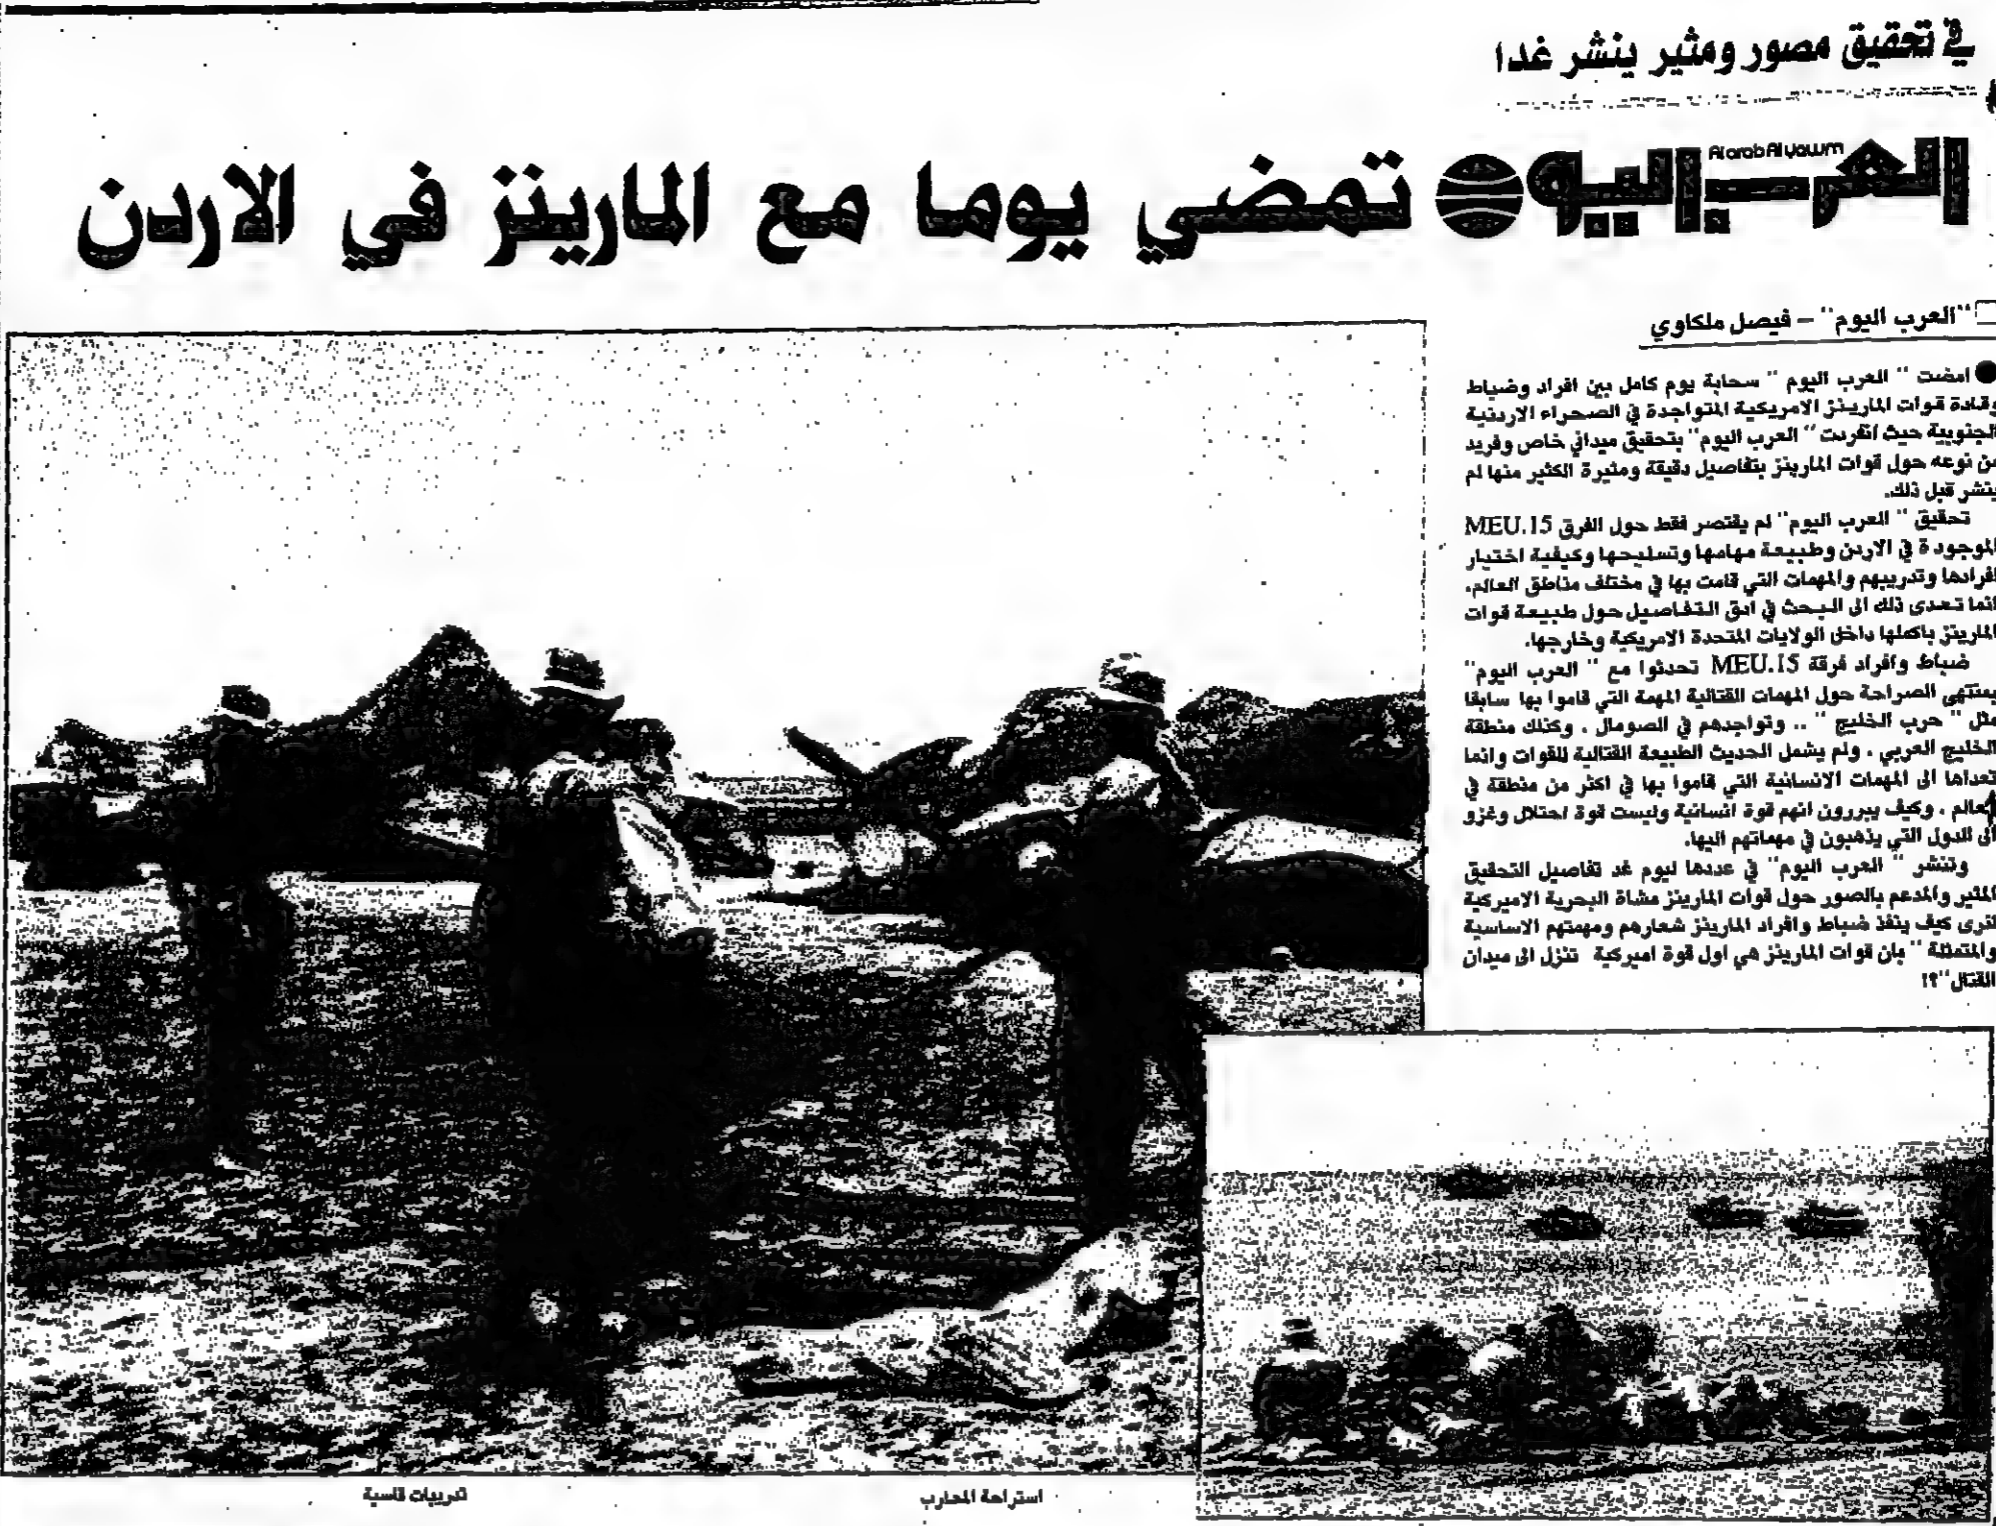 في تحقيق مصور ومثير ينشر غدا
العرب اليوم
Al arab Al yawm
تمضي يوما مع المارينز في الاردن
"العرب اليوم" – فيصل ملكاوي
امضت " العرب اليوم " سحابة يوم كامل بين افراد وضباط
وقادة قوات المارينز الامريكية المتواجدة في الصحراء الاردنية
الجنوبية حيث انفردت " العرب اليوم" بتحقيق ميداني خاص وفريد
من نوعه حول قوات المارينز بتفاصيل دقيقة ومثيرة الكثير منها لم
ينشر قبل ذلك.
تحقيق " العرب اليوم" لم يقتصر فقط حول الفرق MEU.15
الموجودة في الاردن وطبيعة مهامها وتسليحها وكيفية اختيار
افرادها وتدريبهم والمهمات التي قامت بها في مختلف مناطق العالم،
انما تعدى ذلك الى البحث في ادق التفاصيل حول طبيعة قوات
المارينز باكملها داخل الولايات المتحدة الامريكية وخارجها.
ضباط وافراد فرقة MEU.15 تحدثوا مع " العرب اليوم"
بمنتهى الصراحة حول المهمات القتالية المهمة التي قاموا بها سابقا
مثل " حرب الخليج " .. وتواجدهم في الصومال ، وكذلك منطقة
الخليج العربي ، ولم يشمل الحديث الطبيعة القتالية للقوات وانما
تعداها الى المهمات الانسانية التي قاموا بها في اكثر من منطقة في
العالم ، وكيف يبررون انهم قوة انسانية وليست قوة احتلال وغزو
الى الدول التي يذهبون في مهماتهم اليها.
وتنشر " العرب اليوم" في عددها ليوم غد تفاصيل التحقيق
المثير والمدعم بالصور حول قوات المارينز مشاة البحرية الاميركية
لنرى كيف ينفذ ضباط وافراد المارينز شعارهم ومهمتهم الاساسية
والمتمثلة " بان قوات المارينز هي اول قوة اميركية تنزل الى ميدان
القتال"؟!
استراحة المحارب
تدريبات قاسية